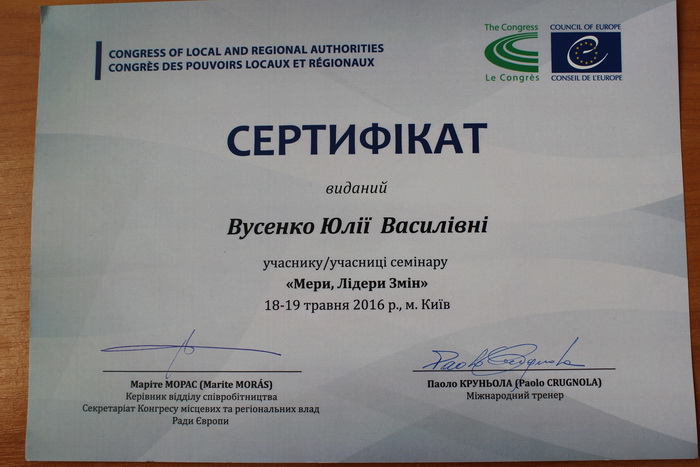 CONGRESS OF LOCAL AND REGIONAL AUTHORITIES
CONGRÈS DES POUVOIRS LOCAUX ET RÉGIONAUX
The Congress
Le Congrès
COUNCIL OF EUROPE
CONSEIL DE L'EUROPE
СЕРТИФІКАТ
виданий
Вусенко Юлії Василівні
учаснику/учасниці семінару
«Мери, Лідери Змін»
18-19 травня 2016 р., м. Київ
Paolo Crugnola
Маріте МОРАС (Marite MORÁS)
Керівник відділу співробітництва
Секретаріат Конгресу місцевих та регіональних влад
Ради Європи
Паоло КРУНЬОЛА (Paolo CRUGNOLA)
Міжнародний тренер